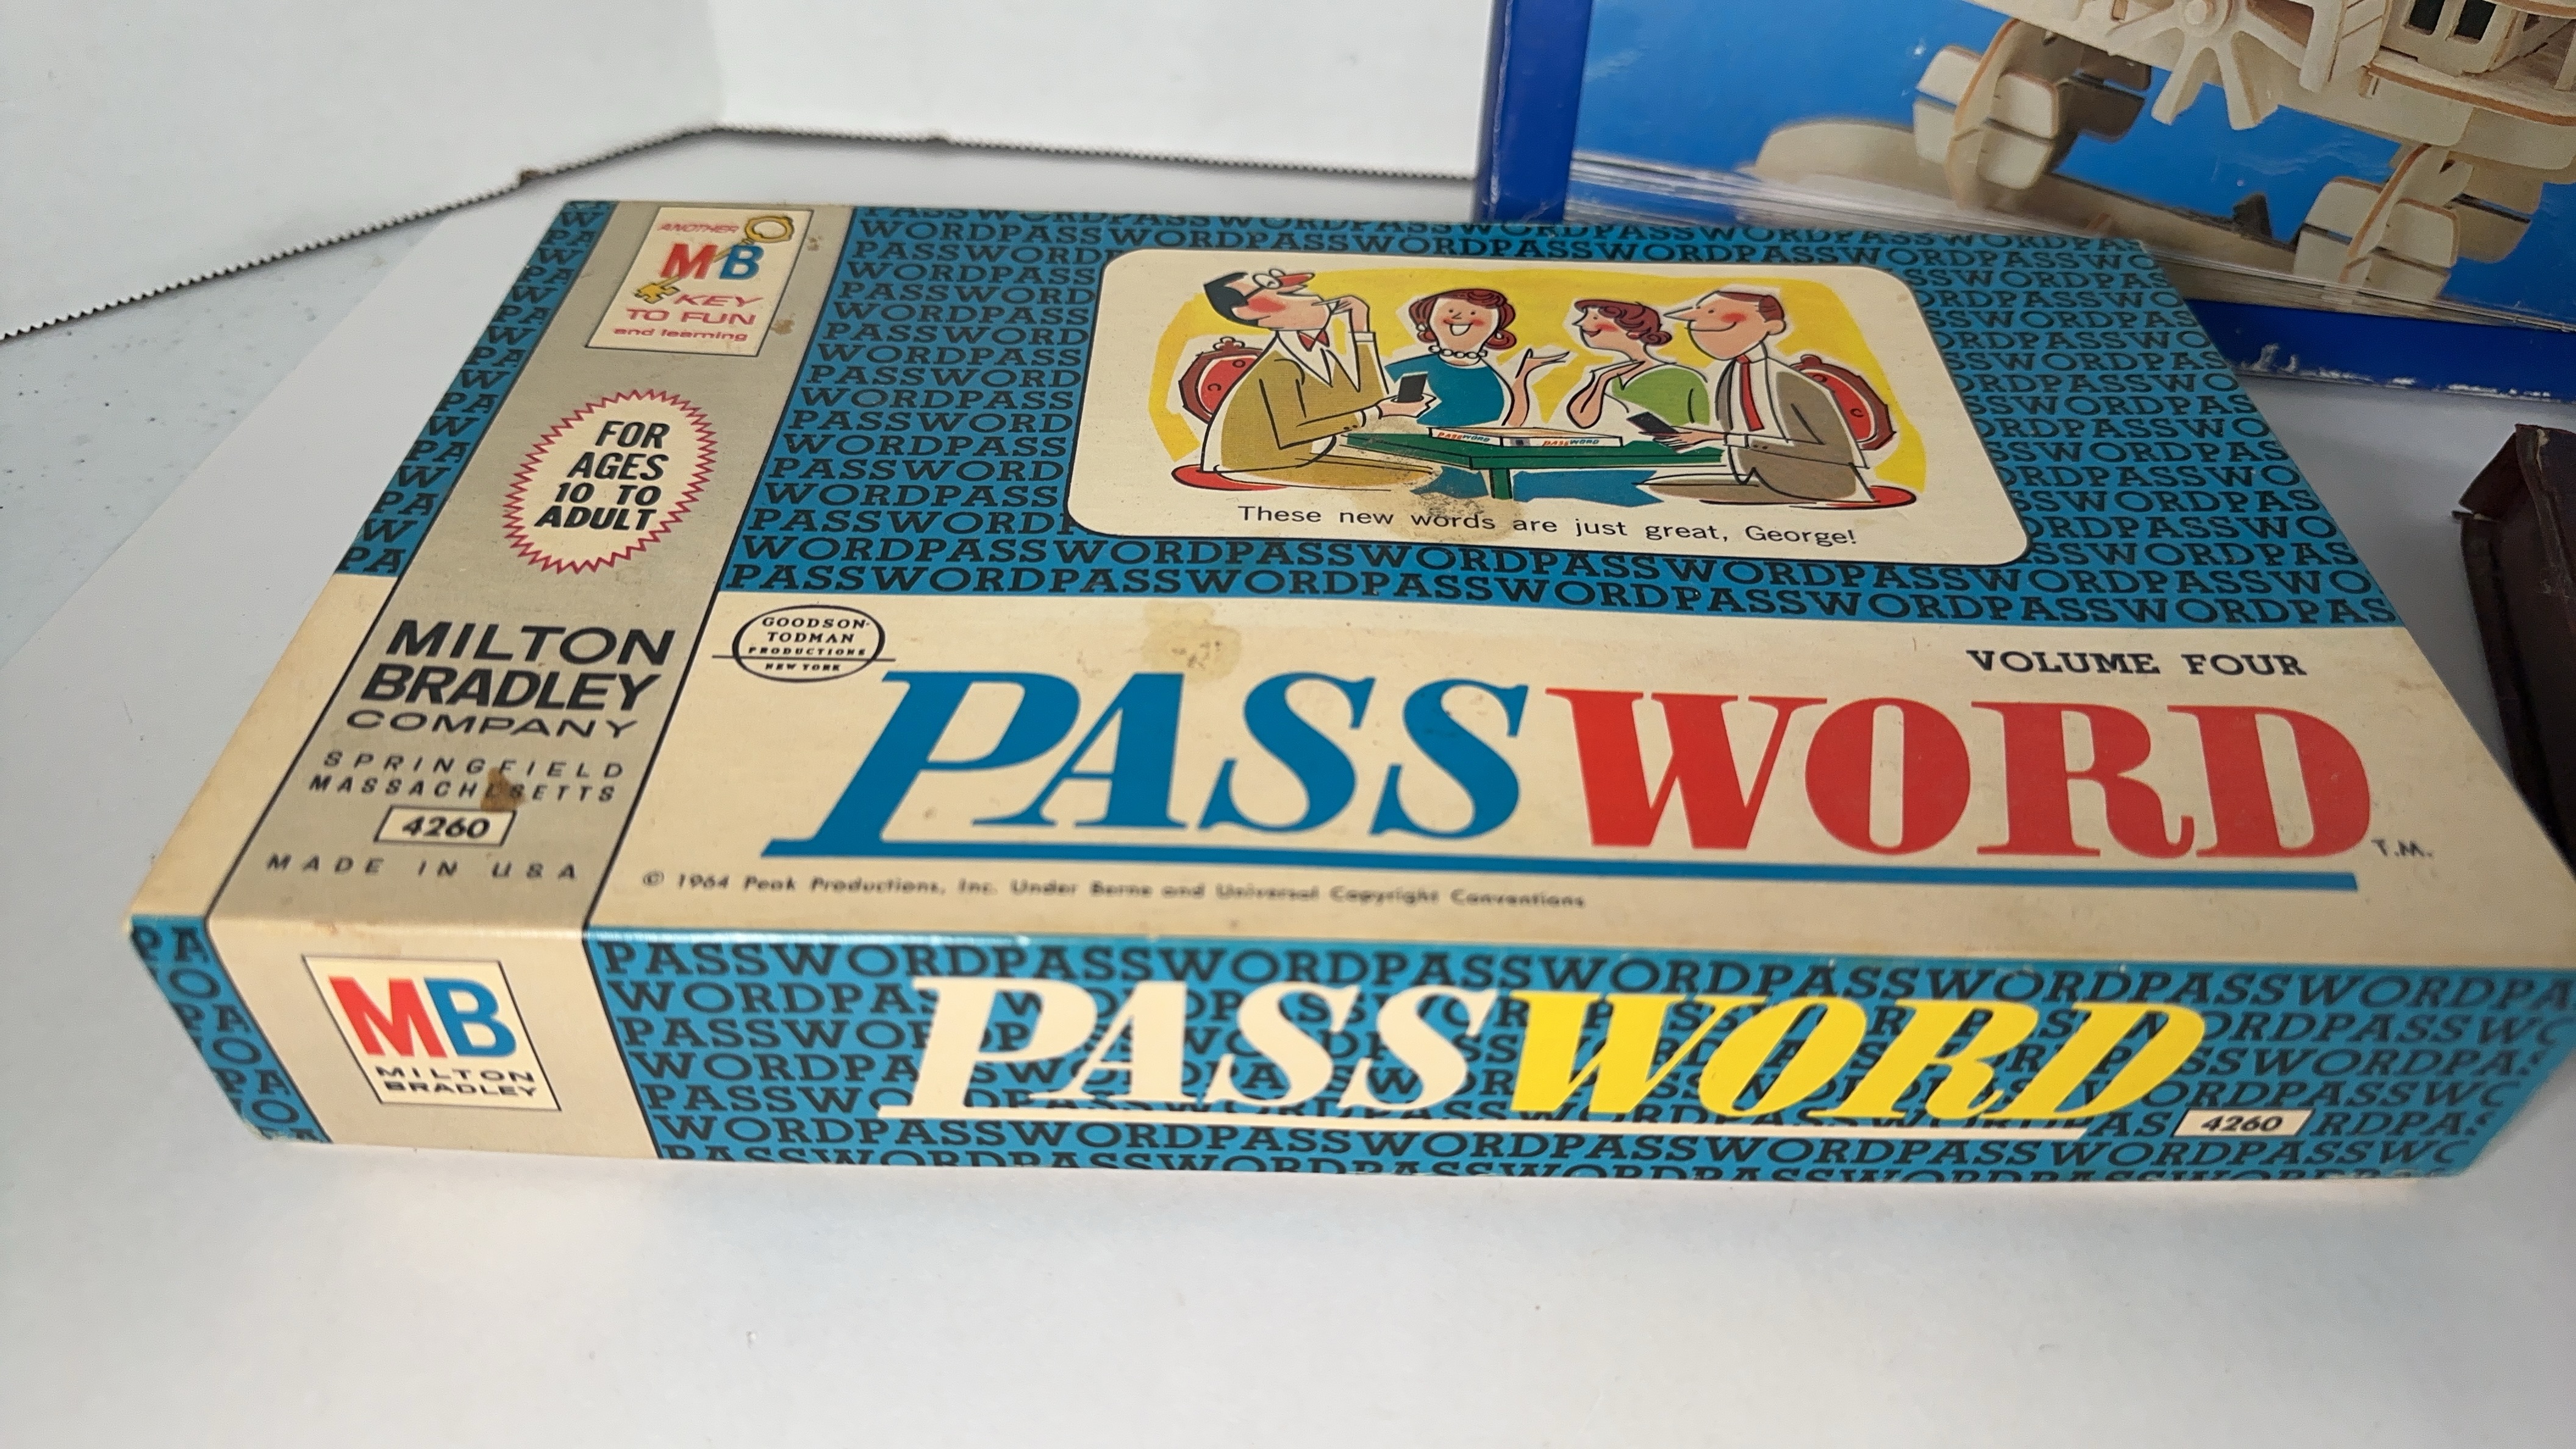 ANOTHER
MB
KEY
TO FUN
and learning
FOR
AGES
10 TO
ADULT
MILTON
BRADLEY
COMPANY
SPRINGFIELD
MASSACHUSETTS
4260
MADE IN USA
PASSWORD PASSWORD
These new words are just great, George!
GOODSON-
TODMAN
PRODUCTIONS
NEW YORK
VOLUME FOUR
PASSWORD T.M.
© 1964 Peak Productions, Inc. Under Berne and Universal Copyright Conventions
MB
MILTON
BRADLEY
PASSWORD
4260